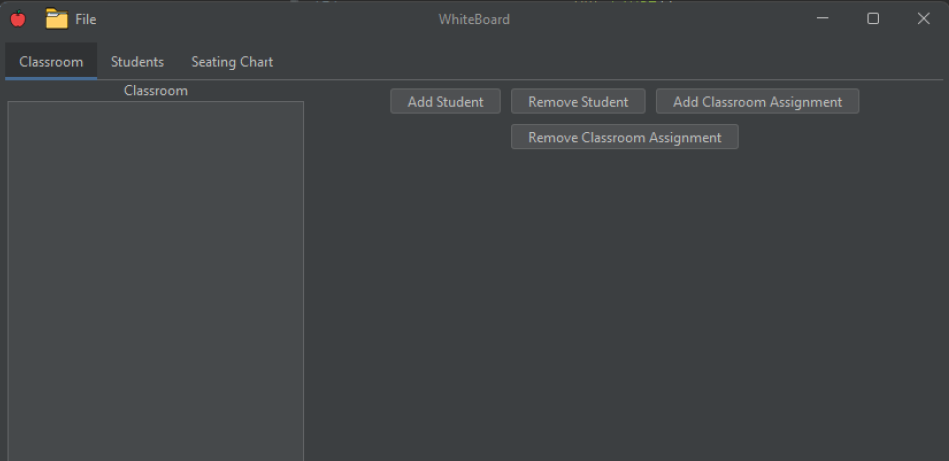 File WhiteBoard
Classroom Students Seating Chart
Classroom
Add Student Remove Student Add Classroom Assignment
Remove Classroom Assignment